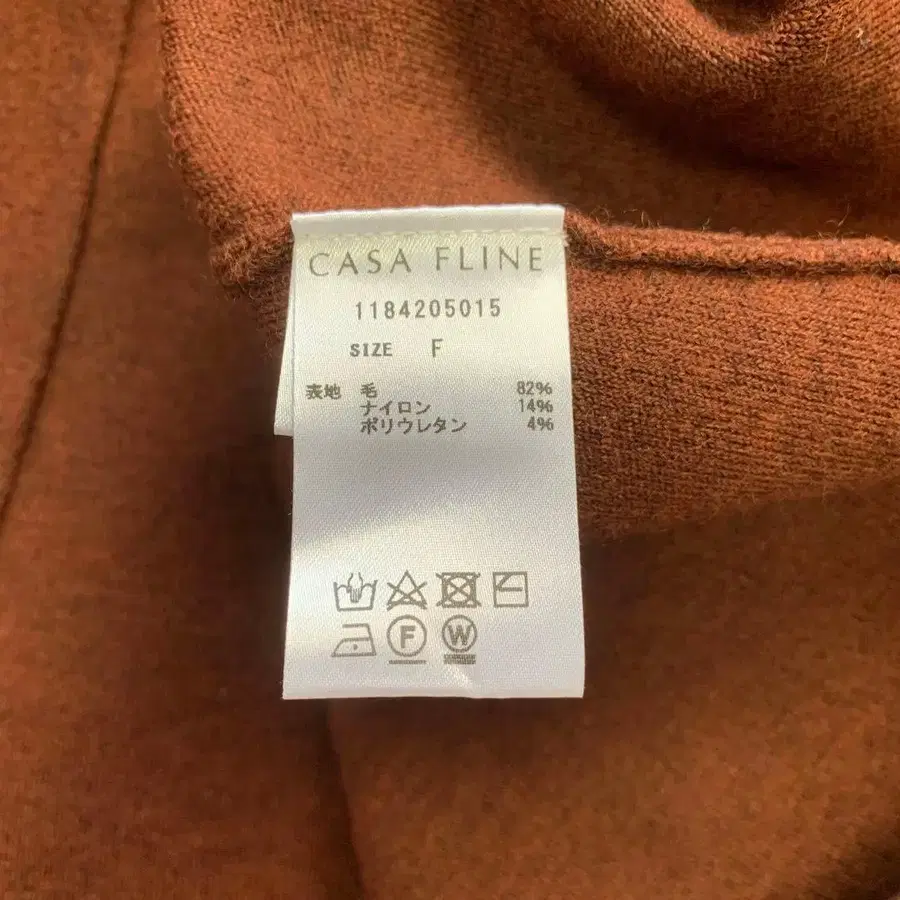 CASA FLINE
1184205015
SIZE F
表地 毛 82%
ナイロン 14%
ポリウレタン 4%
F W